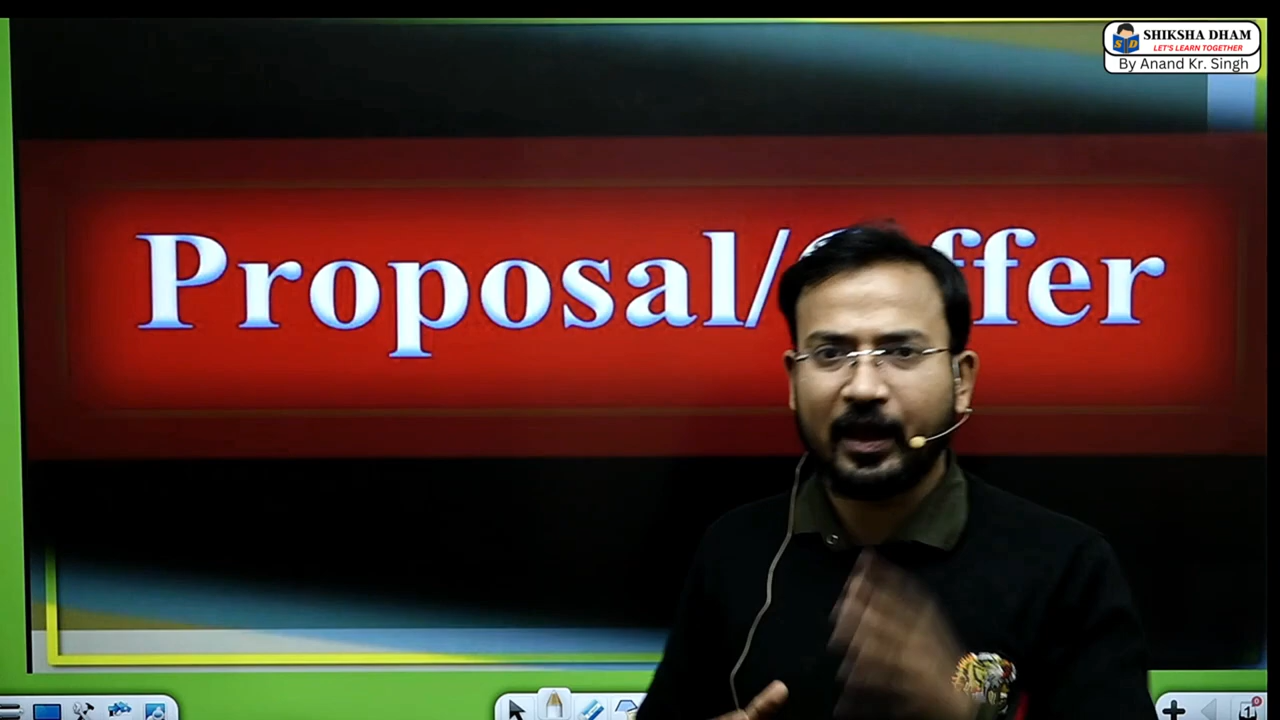 SHIKSHA DHAM
LET'S LEARN TOGETHER
By Anand Kr. Singh
Proposal/Offer